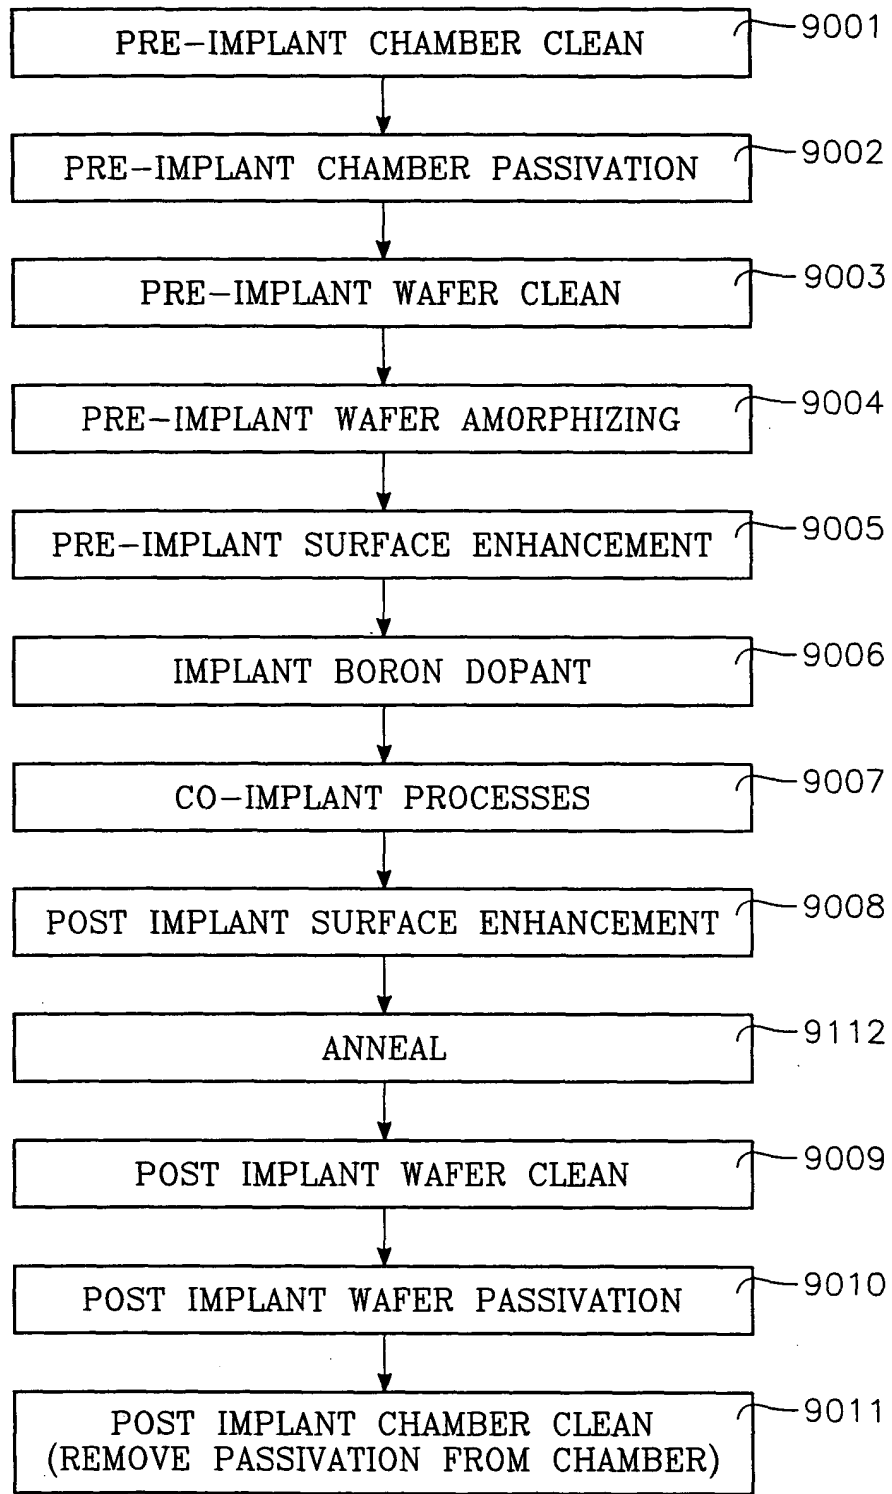 PRE-IMPLANT CHAMBER CLEAN 9001
PRE-IMPLANT CHAMBER PASSIVATION 9002
PRE-IMPLANT WAFER CLEAN 9003
PRE-IMPLANT WAFER AMORPHIZING 9004
PRE-IMPLANT SURFACE ENHANCEMENT 9005
IMPLANT BORON DOPANT 9006
CO-IMPLANT PROCESSES 9007
POST IMPLANT SURFACE ENHANCEMENT 9008
ANNEAL 9112
POST IMPLANT WAFER CLEAN 9009
POST IMPLANT WAFER PASSIVATION 9010
POST IMPLANT CHAMBER CLEAN 9011
(REMOVE PASSIVATION FROM CHAMBER)